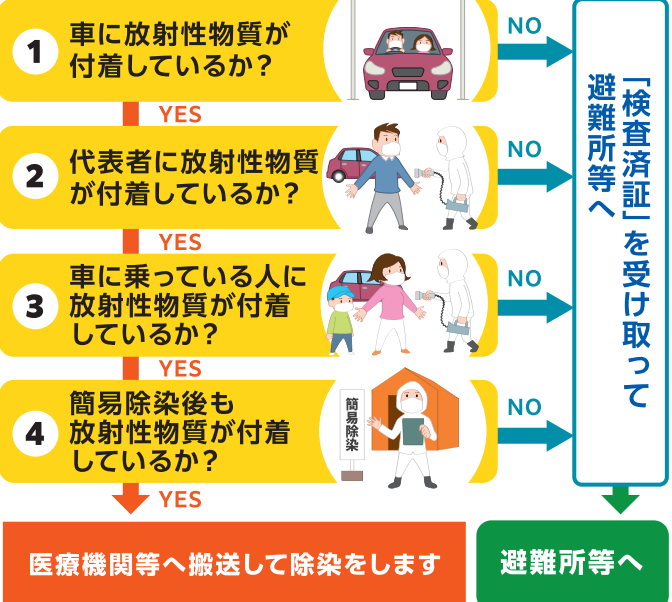 1
車に放射性物質が
付着しているか？
NO
YES
2
代表者に放射性物質
が付着しているか？
NO
YES
3
車に乗っている人に
放射性物質が付着
しているか？
NO
YES
4
簡易除染後も
放射性物質が付着
しているか？
簡易除染
NO
YES
「検査済証」を受け取って
避難所等へ
医療機関等へ搬送して除染をします
避難所等へ